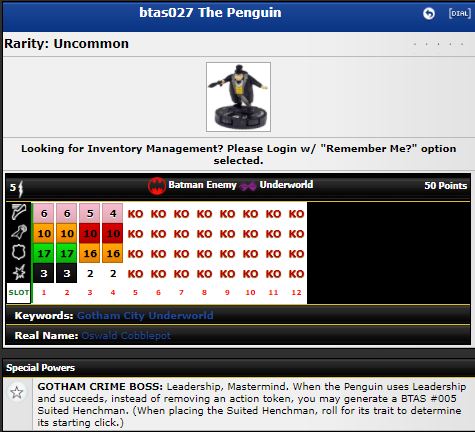 btas027 The Penguin
[DIAL]
Rarity: Uncommon
Looking for Inventory Management? Please Login w/ "Remember Me?" option
selected.
5 Batman Enemy Underworld 50 Points
6 6 5 4 KO KO KO KO KO KO KO KO
10 10 10 10 KO KO KO KO KO KO KO KO
17 17 16 16 KO KO KO KO KO KO KO KO
3 3 2 2 KO KO KO KO KO KO KO KO
SLOT 1 2 3 4 5 6 7 8 9 10 11 12
Keywords: Gotham City Underworld
Real Name: Oswald Cobblepot
Special Powers
GOTHAM CRIME BOSS: Leadership, Mastermind. When the Penguin uses Leadership
and succeeds, instead of removing an action token, you may generate a BTAS #005
Suited Henchman. (When placing the Suited Henchman, roll for its trait to determine
its starting click.)